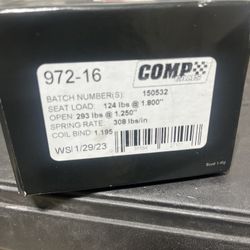 972-16
COMP
CAMS
BATCH NUMBER(S): 150532
SEAT LOAD: 124 lbs @ 1.800"
OPEN: 293 lbs @ 1.250"
SPRING RATE: 308 lbs/in
COIL BIND: 1.195
WS/1/29/23